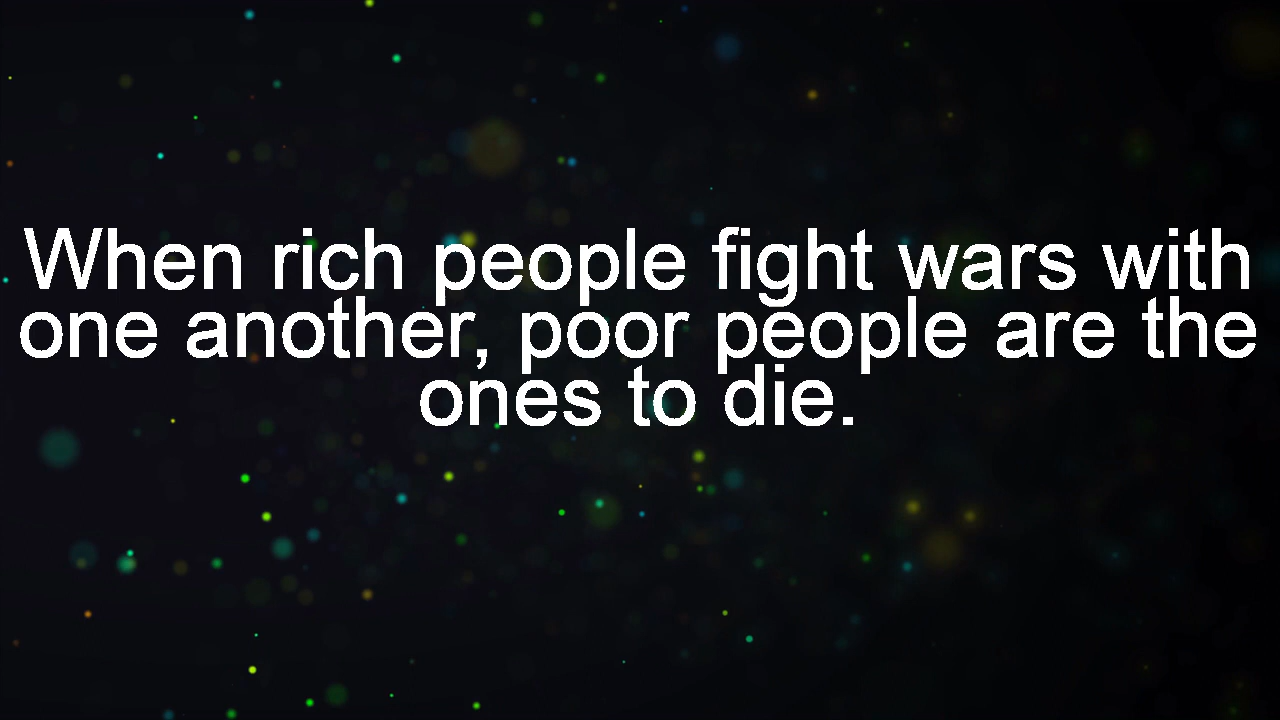 When rich people fight wars with
one another, poor people are the
ones to die.